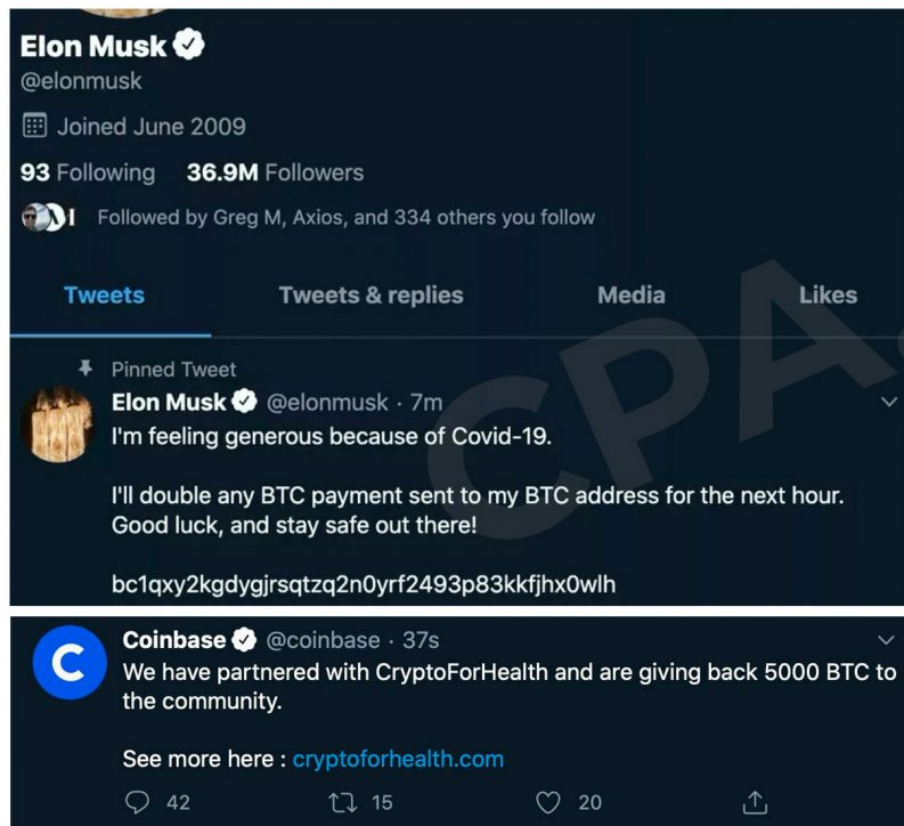 Elon Musk
@elonmusk
Joined June 2009
93 Following 36.9M Followers
Followed by Greg M, Axios, and 334 others you follow
Tweets Tweets & replies Media Likes
Pinned Tweet
Elon Musk @elonmusk · 7m
I'm feeling generous because of Covid-19.
I'll double any BTC payment sent to my BTC address for the next hour.
Good luck, and stay safe out there!
bc1qxy2kgdygjrsqtzq2n0yrf2493p83kkfjhx0wlh
CPA
Coinbase @coinbase · 37s
We have partnered with CryptoForHealth and are giving back 5000 BTC to
the community.
See more here : cryptoforhealth.com
42 15 20